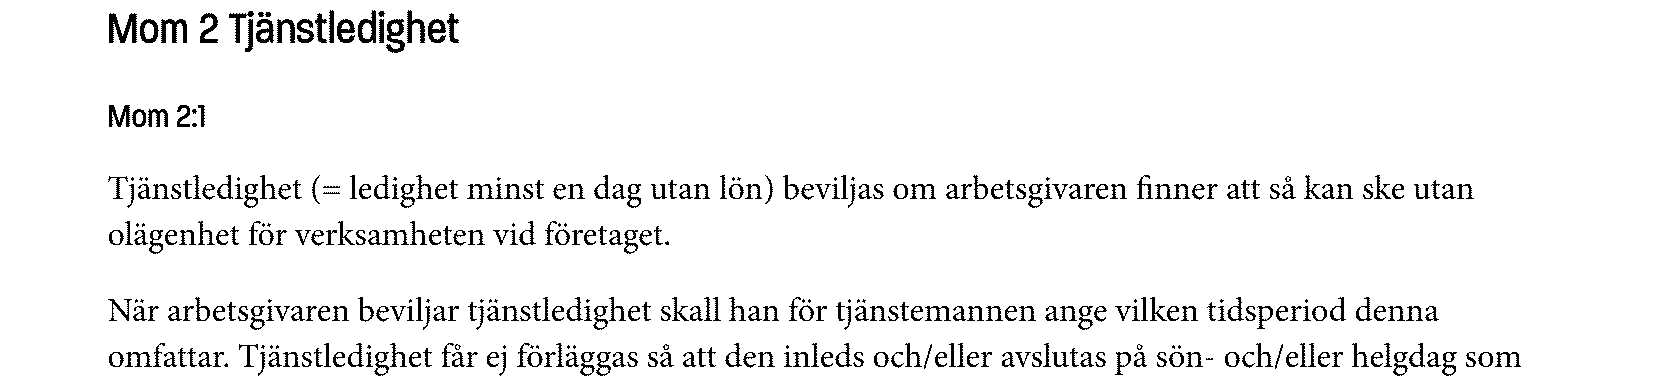 Mom 2 Tjänstledighet
Mom 2:1
Tjänstledighet (= ledighet minst en dag utan lön) beviljas om arbetsgivaren finner att så kan ske utan
olägenhet för verksamheten vid företaget.
När arbetsgivaren beviljar tjänstledighet skall han för tjänstemannen ange vilken tidsperiod denna
omfattar. Tjänstledighet får ej förläggas så att den inleds och/eller avslutas på sön- och/eller helgdag som